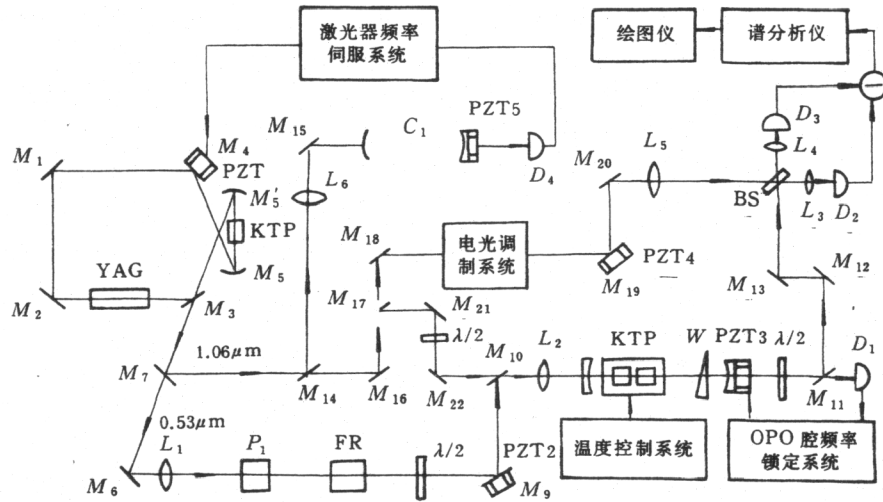 激光器频率
伺服系统
绘图仪
谱分析仪
PZT5
D₃
M₁₅
C₁
M₄
PZT
M₁
L₆
D₄
M₂₀
L₅
L₄
BS
L₃
D₂
M₅′
KTP
M₅
M₁₈
电光调
制系统
PZT4
M₁₉
M₁₂
M₁₃
YAG
M₂
M₃
M₁₇
M₂₁
λ/2
1.06μm
M₇
M₁₄
M₁₆
M₂₂
M₁₀
L₂
KTP
W
PZT3
λ/2
D₁
M₁₁
0.53μm
L₁
P₁
FR
λ/2
PZT2
M₉
M₆
温度控制系统
OPO 腔频率
锁定系统